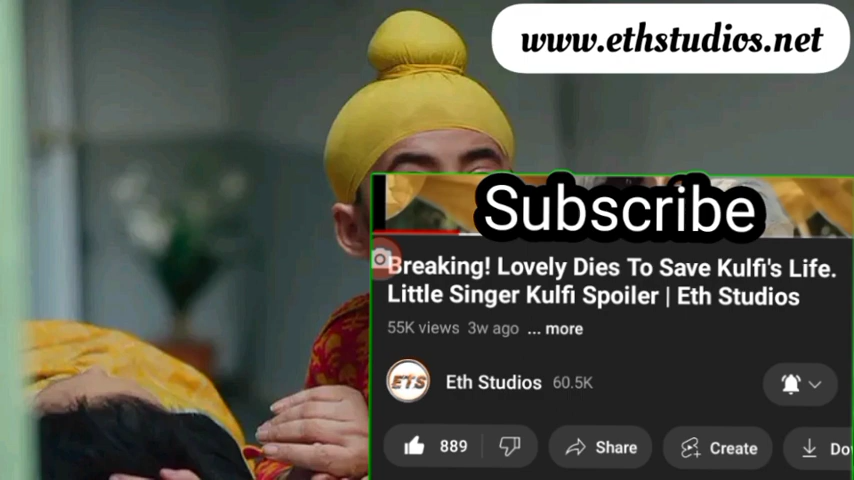 www.ethstudios.net
Subscribe
Breaking! Lovely Dies To Save Kulfi's Life.
Little Singer Kulfi Spoiler | Eth Studios
55K views 3w ago ... more
ETS
Eth Studios 60.5K
889 Share Create Do